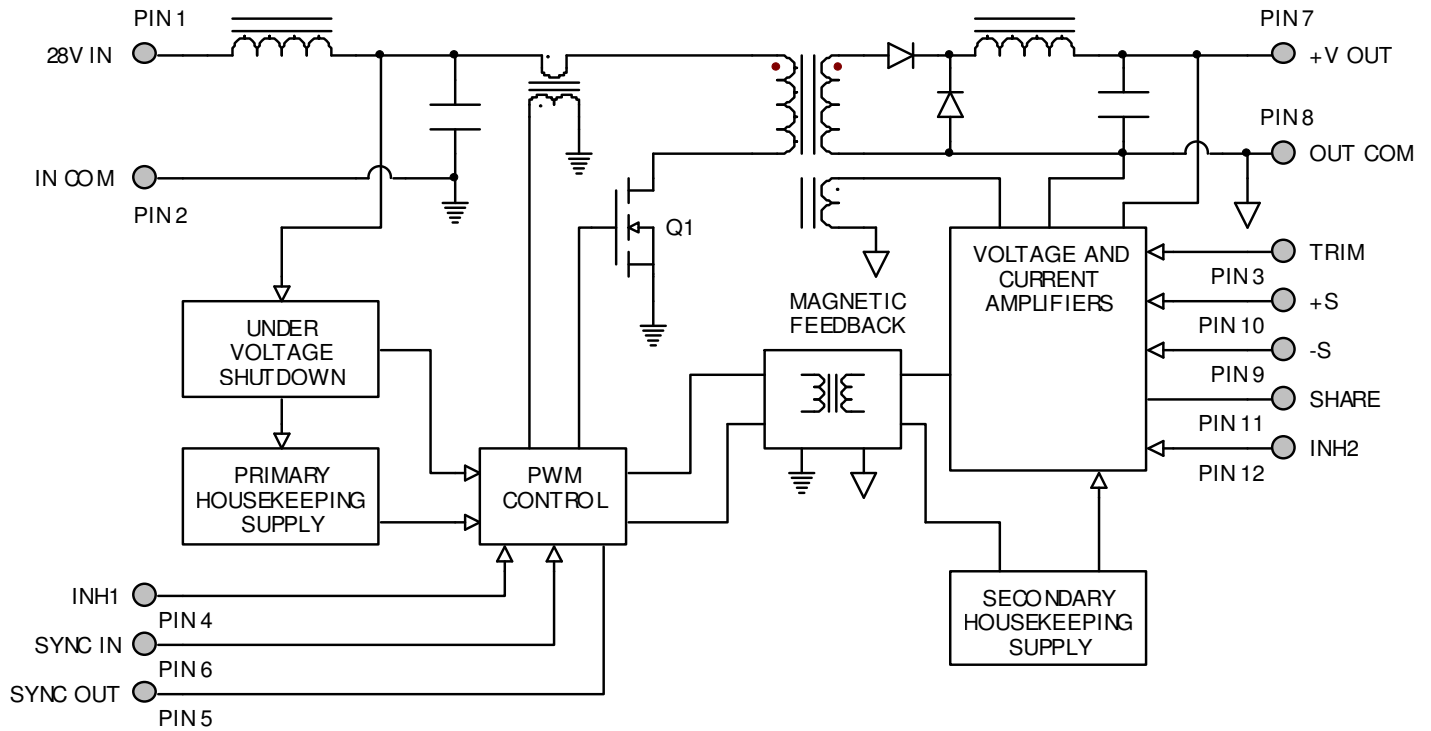 PIN 1
28V IN
IN COM
PIN 2
PIN 7
+V OUT
PIN 8
OUT COM
Q1
UNDER
VOLTAGE
SHUTDOWN
PRIMARY
HOUSEKEEPING
SUPPLY
PWM
CONTROL
MAGNETIC
FEEDBACK
VOLTAGE AND
CURRENT
AMPLIFIERS
TRIM
PIN 3
+S
PIN 10
-S
PIN 9
SHARE
PIN 11
INH2
PIN 12
SECONDARY
HOUSEKEEPING
SUPPLY
INH1
PIN 4
SYNC IN
PIN 6
SYNC OUT
PIN 5